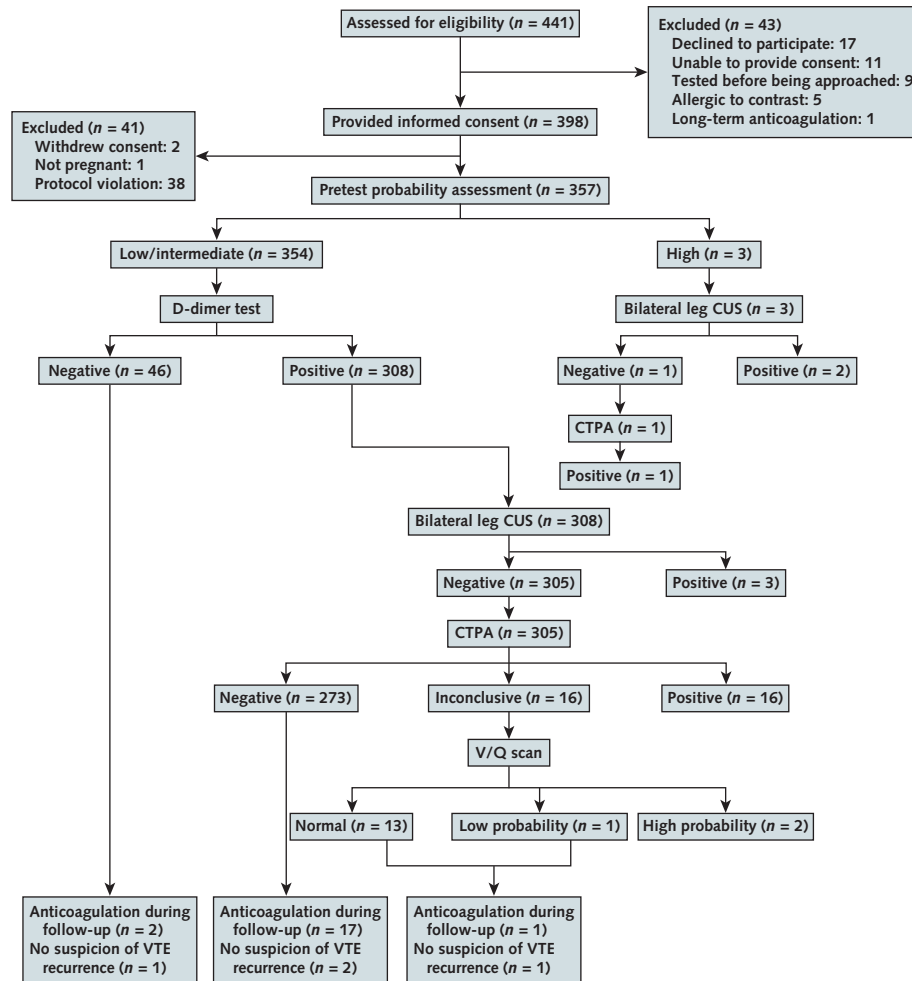 Assessed for eligibility (n = 441)
Excluded (n = 43)
Declined to participate: 17
Unable to provide consent: 11
Tested before being approached: 9
Allergic to contrast: 5
Long-term anticoagulation: 1
Provided informed consent (n = 398)
Excluded (n = 41)
Withdrew consent: 2
Not pregnant: 1
Protocol violation: 38
Pretest probability assessment (n = 357)
Low/intermediate (n = 354)
High (n = 3)
D-dimer test
Bilateral leg CUS (n = 3)
Negative (n = 46)
Positive (n = 308)
Negative (n = 1)
Positive (n = 2)
CTPA (n = 1)
Positive (n = 1)
Bilateral leg CUS (n = 308)
Negative (n = 305)
Positive (n = 3)
CTPA (n = 305)
Negative (n = 273)
Inconclusive (n = 16)
Positive (n = 16)
V/Q scan
Normal (n = 13)
Low probability (n = 1)
High probability (n = 2)
Anticoagulation during
follow-up (n = 2)
No suspicion of VTE
recurrence (n = 1)
Anticoagulation during
follow-up (n = 17)
No suspicion of VTE
recurrence (n = 2)
Anticoagulation during
follow-up (n = 1)
No suspicion of VTE
recurrence (n = 1)